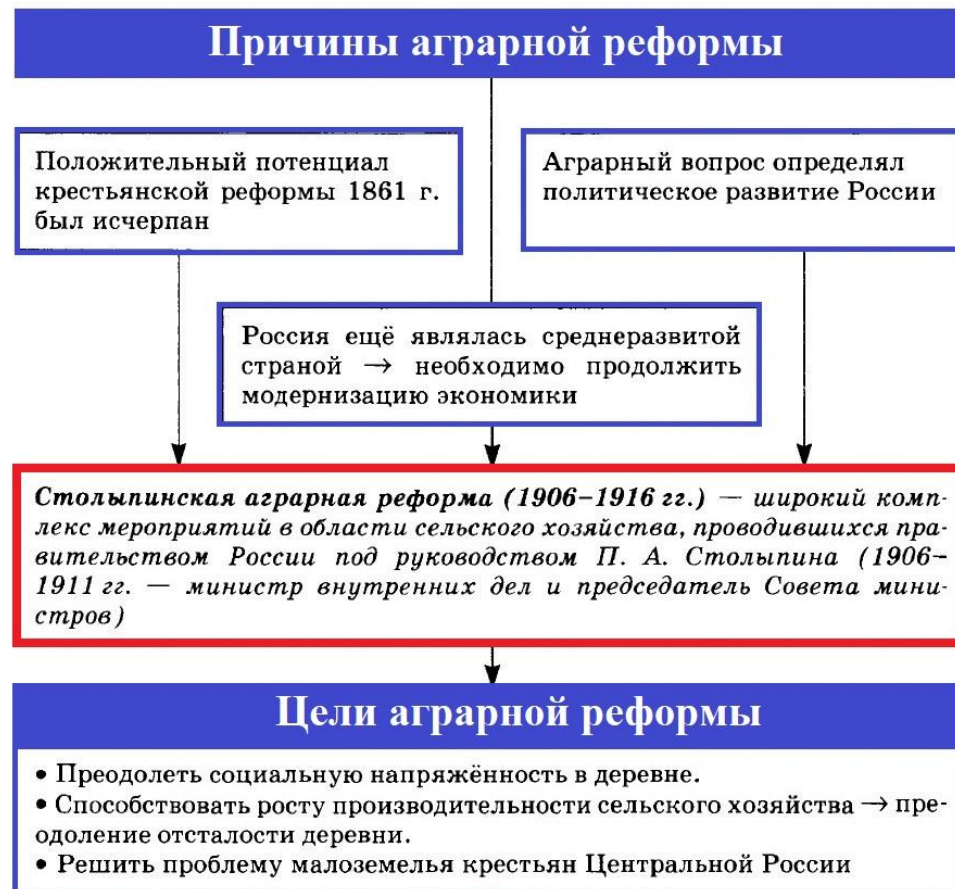 Причины аграрной реформы
Положительный потенциал
крестьянской реформы 1861 г.
был исчерпан
Аграрный вопрос определял
политическое развитие России
Россия ещё являлась среднеразвитой
страной → необходимо продолжить
модернизацию экономики
Столыпинская аграрная реформа (1906–1916 гг.) — широкий комп-
лекс мероприятий в области сельского хозяйства, проводившихся пра-
вительством России под руководством П. А. Столыпина (1906–
1911 гг. — министр внутренних дел и председатель Совета мини-
стров)
Цели аграрной реформы
• Преодолеть социальную напряжённость в деревне.
• Способствовать росту производительности сельского хозяйства → пре-
одоление отсталости деревни.
• Решить проблему малоземелья крестьян Центральной России